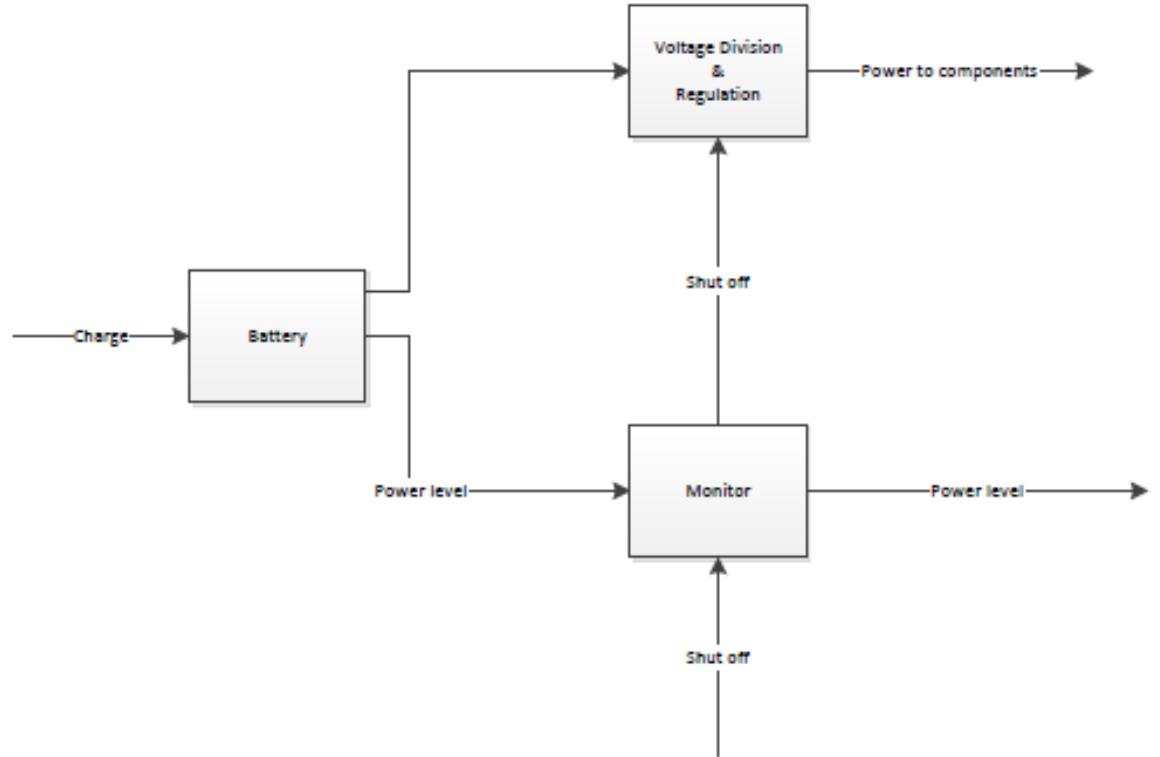 Voltage Division
&
Regulation
Power to components
Shut off
Charge
Battery
Power level
Monitor
Power level
Shut off